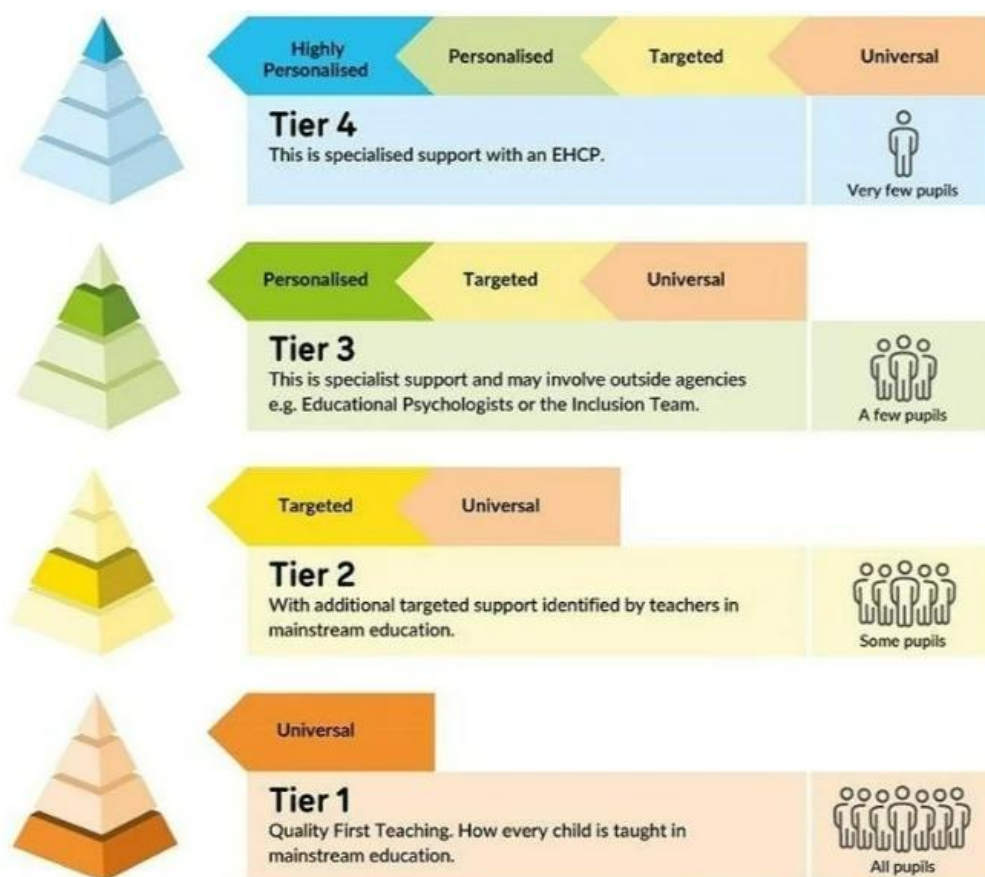 Highly
Personalised
Personalised
Targeted
Universal
Tier 4
This is specialised support with an EHCP.
Very few pupils
Personalised
Targeted
Universal
Tier 3
This is specialist support and may involve outside agencies
e.g. Educational Psychologists or the Inclusion Team.
A few pupils
Targeted
Universal
Tier 2
With additional targeted support identified by teachers in
mainstream education.
Some pupils
Universal
Tier 1
Quality First Teaching. How every child is taught in
mainstream education.
All pupils